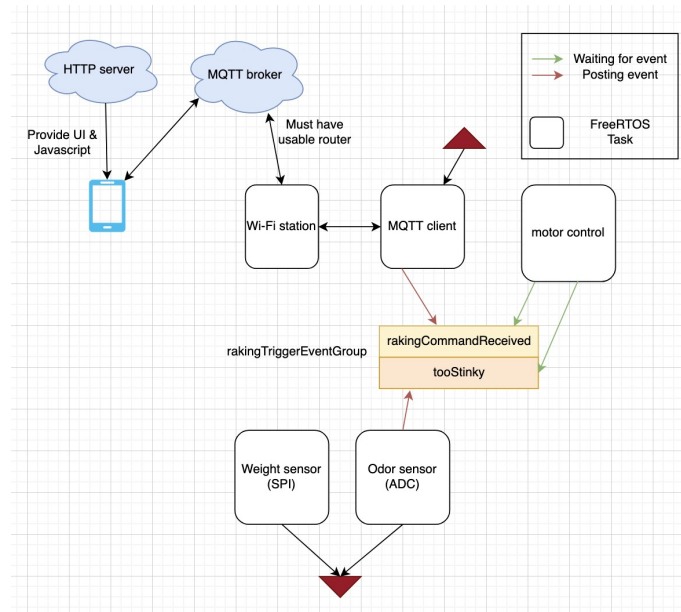 HTTP server
MQTT broker
Waiting for event
Posting event
FreeRTOS
Task
Provide UI &
Javascript
Must have
usable router
Wi-Fi station
MQTT client
motor control
rakingTriggerEventGroup
rakingCommandReceived
tooStinky
Weight sensor
(SPI)
Odor sensor
(ADC)